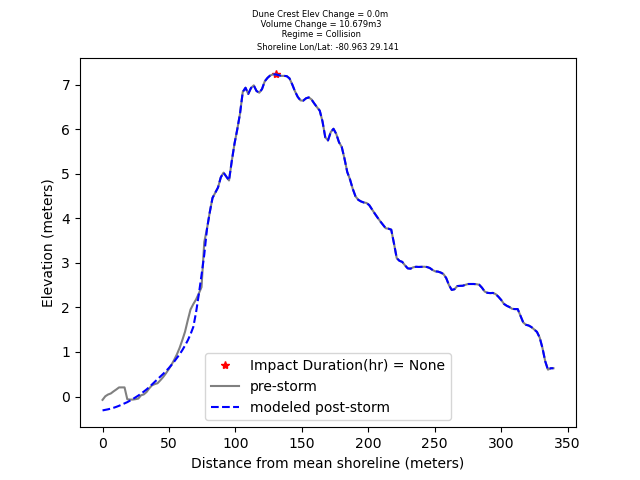 Dune Crest Elev Change = 0.0m
Volume Change = 10.679m3
Regime = Collision
Shoreline Lon/Lat: -80.963 29.141
7
6
5
4
3
2
1
0
Elevation (meters)
Impact Duration(hr) = None
pre-storm
modeled post-storm
0 50 100 150 200 250 300 350
Distance from mean shoreline (meters)